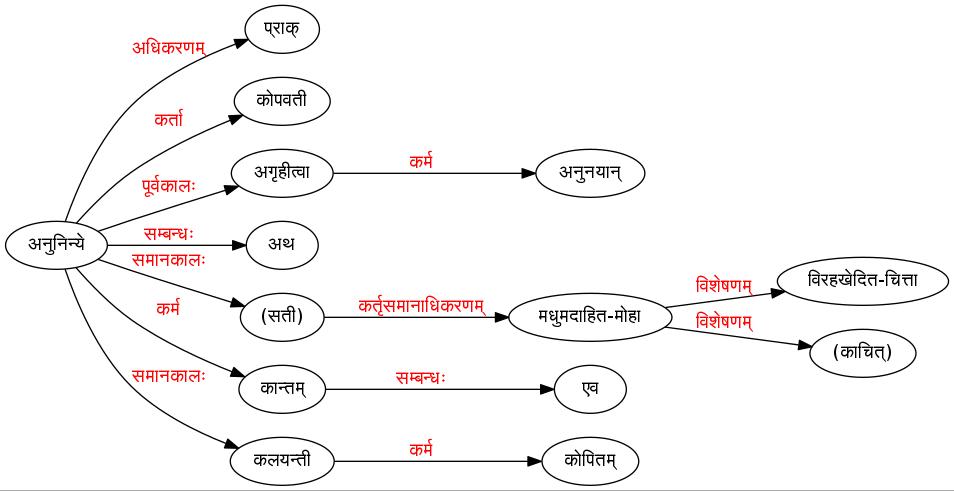 प्राक्
अधिकरणम्
कोपवती
कर्ता
अगृहीत्वा
कर्म
अनुनयान्
पूर्वकालः
अनुनिन्ये
सम्बन्धः
अथ
समानकालः
विरहखेदित-चित्ता
विशेषणम्
(सती)
कर्तृसमानाधिकरणम्
मधुमदाहित-मोहा
विशेषणम्
(काचित्)
कर्म
कान्तम्
सम्बन्धः
एव
समानकालः
कलयन्ती
कर्म
कोपितम्